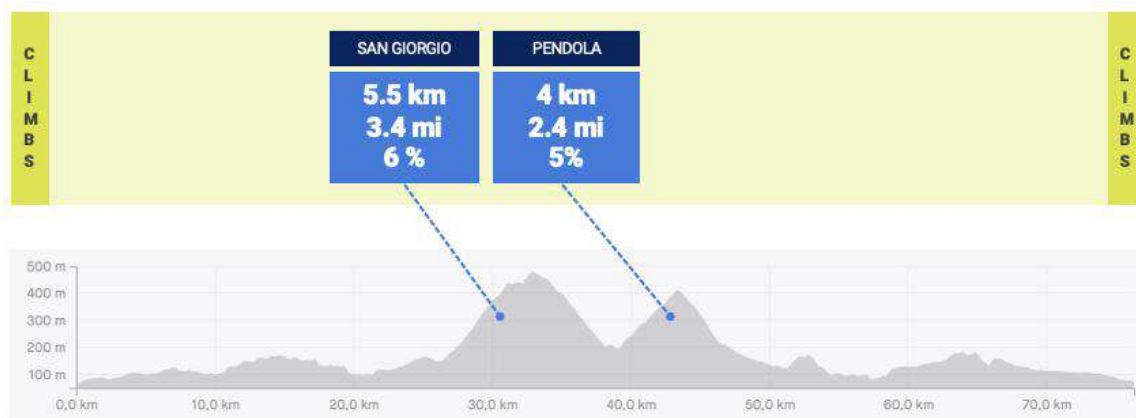 CLIMBS
SAN GIORGIO
5.5 km
3.4 mi
6 %
PENDOLA
4 km
2.4 mi
5%
CLIMBS
500 m
400 m
300 m
200 m
100 m
0,0 km 10,0 km 20,0 km 30,0 km 40,0 km 50,0 km 60,0 km 70,0 km